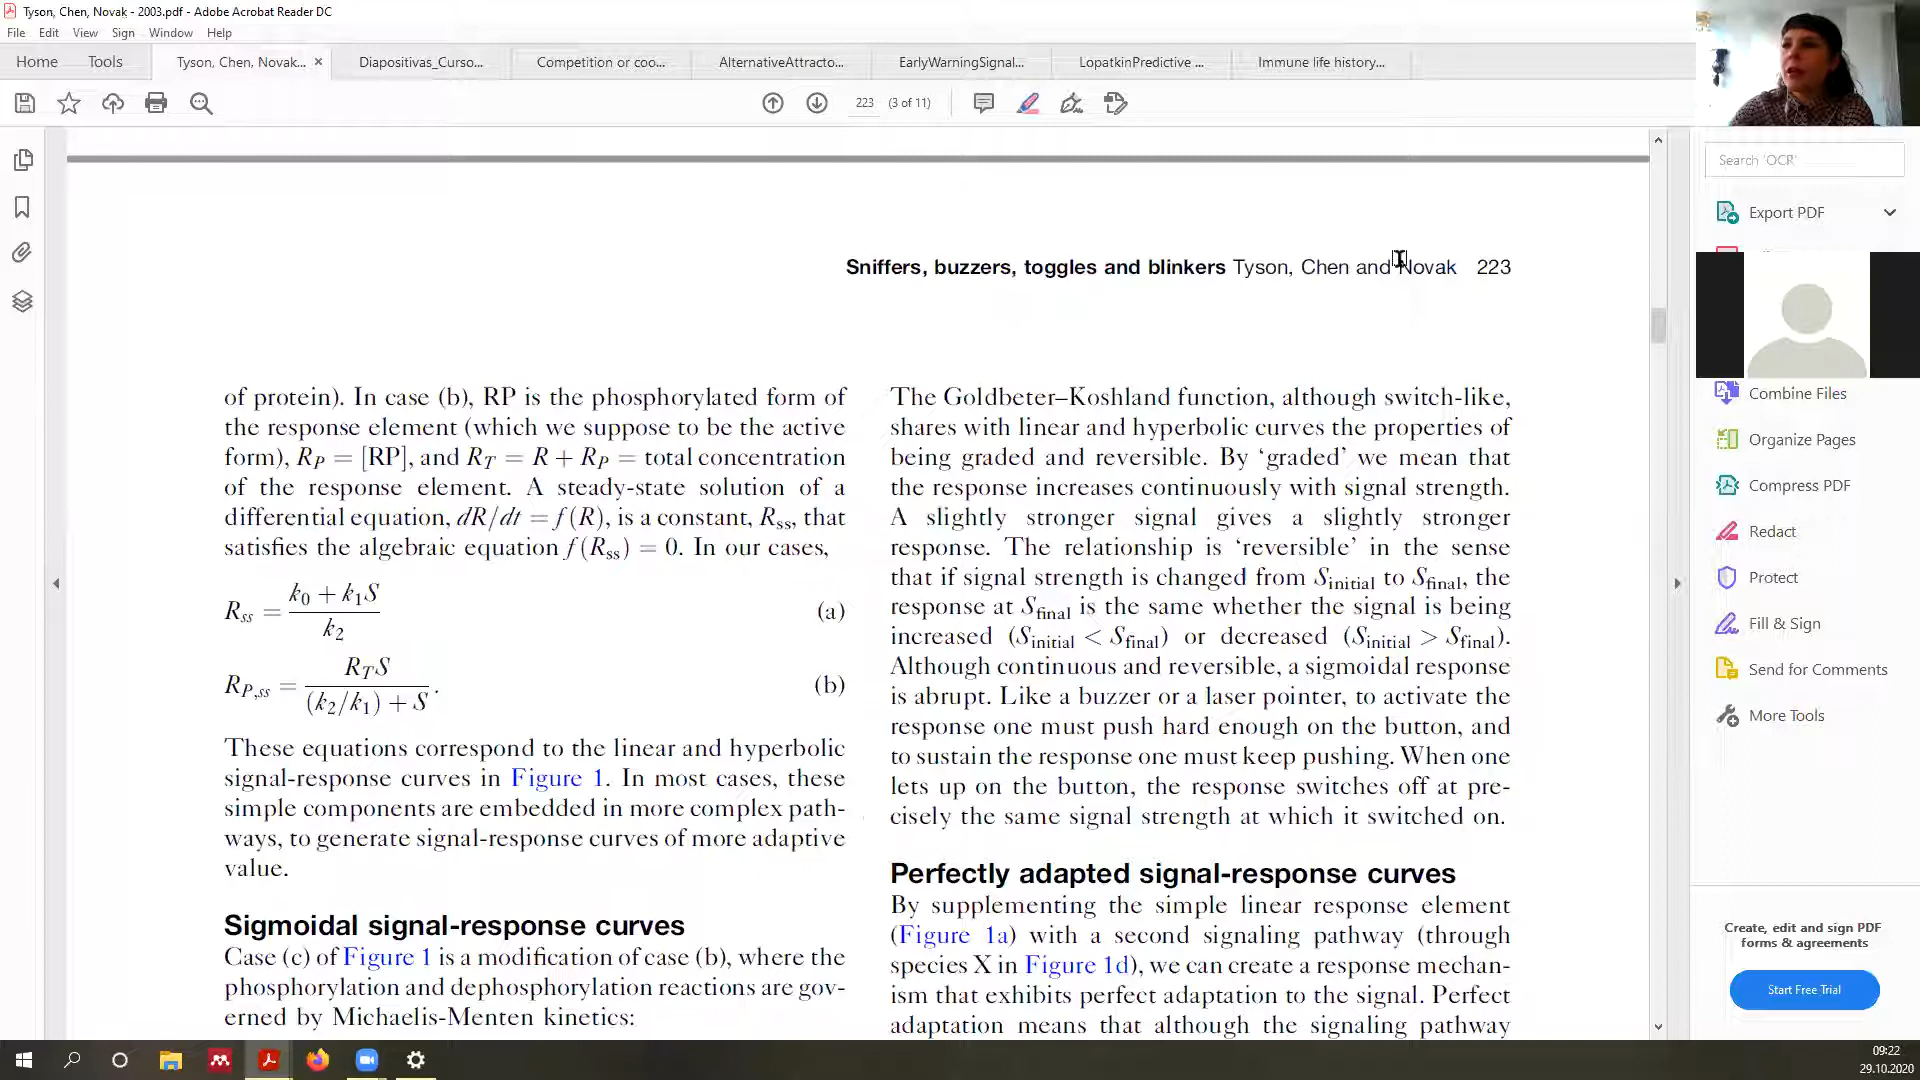 Tyson, Chen, Novak - 2003.pdf - Adobe Acrobat Reader DC
File Edit View Sign Window Help
Home Tools Tyson, Chen, Novak... × Diapositivas_Curso... Competition or coo... AlternativeAttracto... EarlyWarningSignal... LopatkinPredictive ... Immune life history...
223 (3 of 11)
Sniffers, buzzers, toggles and blinkers Tyson, Chen and Novak 223
of protein). In case (b), RP is the phosphorylated form of
the response element (which we suppose to be the active
form), R_P = [RP], and R_T = R + R_P = total concentration
of the response element. A steady-state solution of a
differential equation, dR/dt = f(R), is a constant, R_ss, that
satisfies the algebraic equation f(R_ss) = 0. In our cases,
R_ss = (k_0 + k_1 S) / k_2 (a)
R_P,ss = R_T S / ((k_2/k_1) + S). (b)
These equations correspond to the linear and hyperbolic
signal-response curves in Figure 1. In most cases, these
simple components are embedded in more complex path-
ways, to generate signal-response curves of more adaptive
value.
Sigmoidal signal-response curves
Case (c) of Figure 1 is a modification of case (b), where the
phosphorylation and dephosphorylation reactions are gov-
erned by Michaelis-Menten kinetics:
The Goldbeter–Koshland function, although switch-like,
shares with linear and hyperbolic curves the properties of
being graded and reversible. By ‘graded’ we mean that
the response increases continuously with signal strength.
A slightly stronger signal gives a slightly stronger
response. The relationship is ‘reversible’ in the sense
that if signal strength is changed from S_initial to S_final, the
response at S_final is the same whether the signal is being
increased (S_initial < S_final) or decreased (S_initial > S_final).
Although continuous and reversible, a sigmoidal response
is abrupt. Like a buzzer or a laser pointer, to activate the
response one must push hard enough on the button, and
to sustain the response one must keep pushing. When one
lets up on the button, the response switches off at pre-
cisely the same signal strength at which it switched on.
Perfectly adapted signal-response curves
By supplementing the simple linear response element
(Figure 1a) with a second signaling pathway (through
species X in Figure 1d), we can create a response mechan-
ism that exhibits perfect adaptation to the signal. Perfect
adaptation means that although the signaling pathway
Search 'OCR'
Export PDF
Combine Files
Organize Pages
Compress PDF
Redact
Protect
Fill & Sign
Send for Comments
More Tools
Create, edit and sign PDF
forms & agreements
Start Free Trial
09:22
29.10.2020